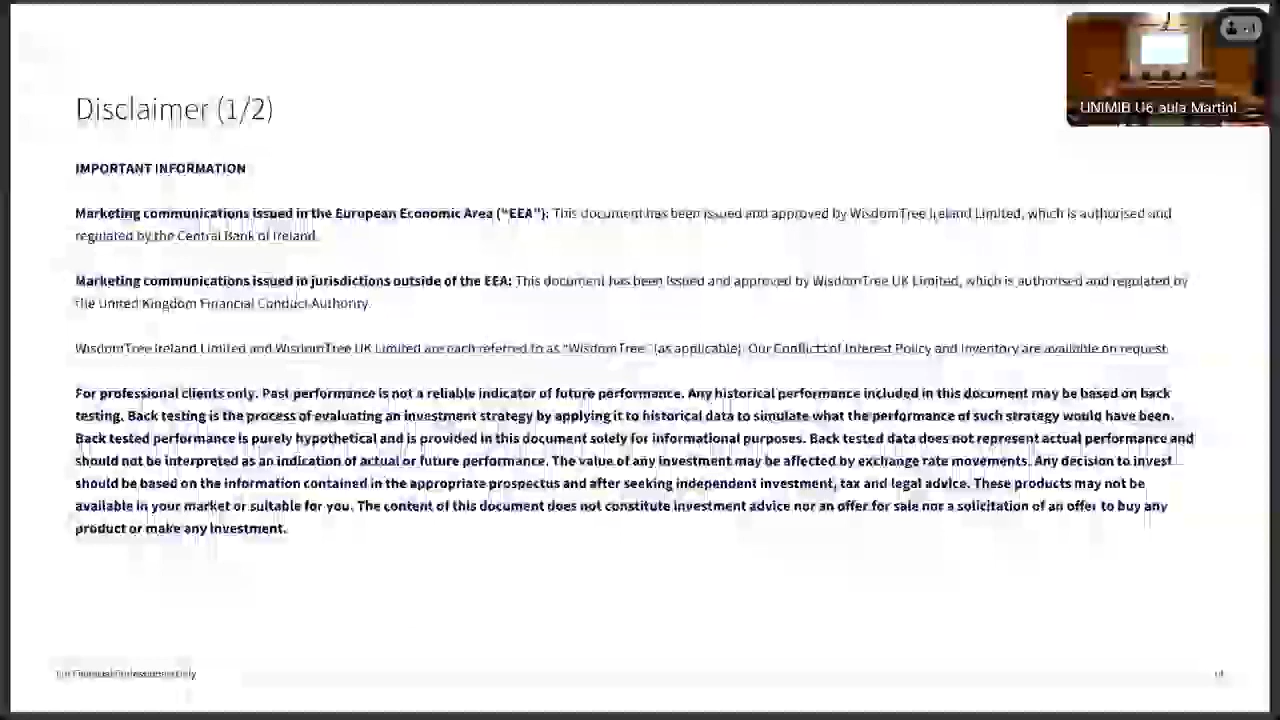 UNIMIB U6 aula Martini
Disclaimer (1/2)
IMPORTANT INFORMATION
Marketing communications issued in the European Economic Area (“EEA”): This document has been issued and approved by WisdomTree Ireland Limited, which is authorised and
regulated by the Central Bank of Ireland.
Marketing communications issued in jurisdictions outside of the EEA: This document has been issued and approved by WisdomTree UK Limited, which is authorised and regulated by
the United Kingdom Financial Conduct Authority.
WisdomTree Ireland Limited and WisdomTree UK Limited are each referred to as “WisdomTree” (as applicable). Our Conflicts of Interest Policy and Inventory are available on request.
For professional clients only. Past performance is not a reliable indicator of future performance. Any historical performance included in this document may be based on back
testing. Back testing is the process of evaluating an investment strategy by applying it to historical data to simulate what the performance of such strategy would have been.
Back tested performance is purely hypothetical and is provided in this document solely for informational purposes. Back tested data does not represent actual performance and
should not be interpreted as an indication of actual or future performance. The value of any investment may be affected by exchange rate movements. Any decision to invest
should be based on the information contained in the appropriate prospectus and after seeking independent investment, tax and legal advice. These products may not be
available in your market or suitable for you. The content of this document does not constitute investment advice nor an offer for sale nor a solicitation of an offer to buy any
product or make any investment.
For Financial Professionals Only